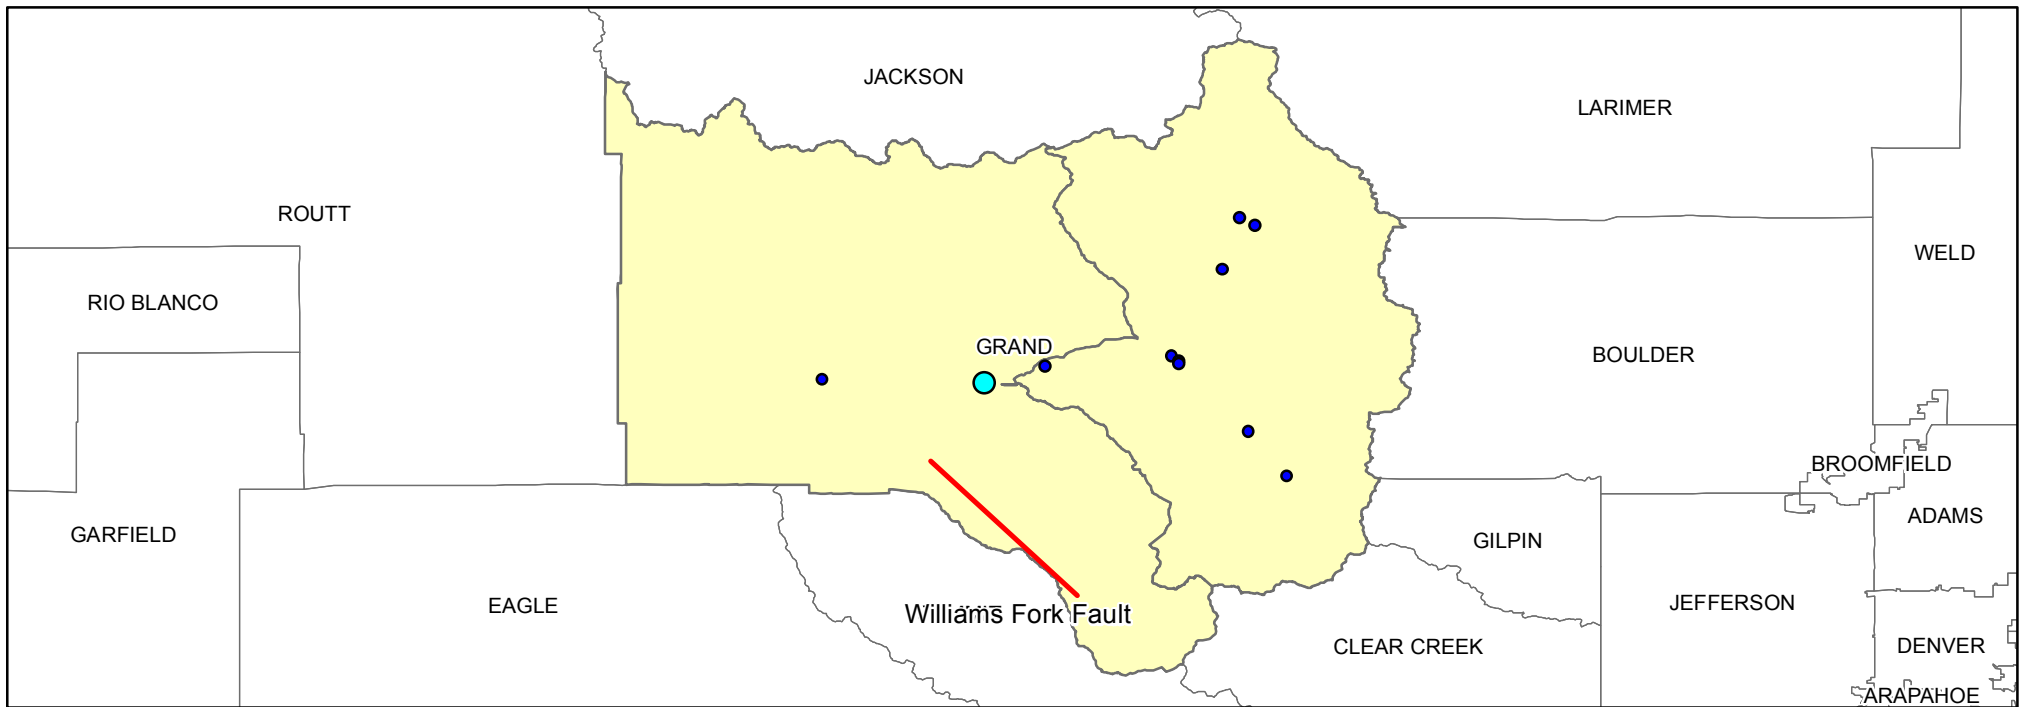 JACKSON
LARIMER
ROUTT
WELD
RIO BLANCO
GRAND
BOULDER
BROOMFIELD
ADAMS
GARFIELD
GILPIN
EAGLE
Williams Fork Fault
JEFFERSON
CLEAR CREEK
DENVER
ARAPAHOE